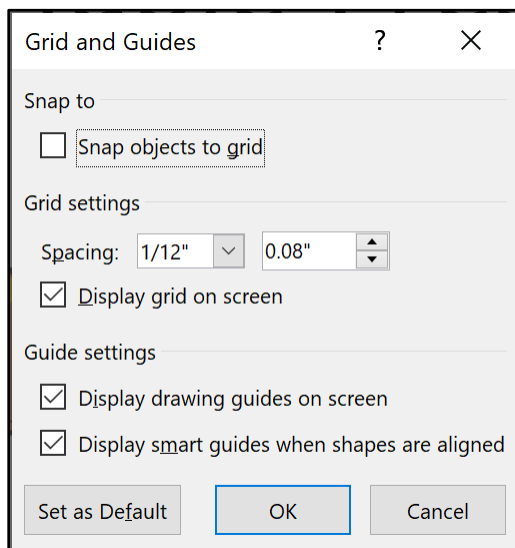 Grid and Guides ?
Snap to
Snap objects to grid
Grid settings
Spacing: 1/12" 0.08"
Display grid on screen
Guide settings
Display drawing guides on screen
Display smart guides when shapes are aligned
Set as Default OK Cancel